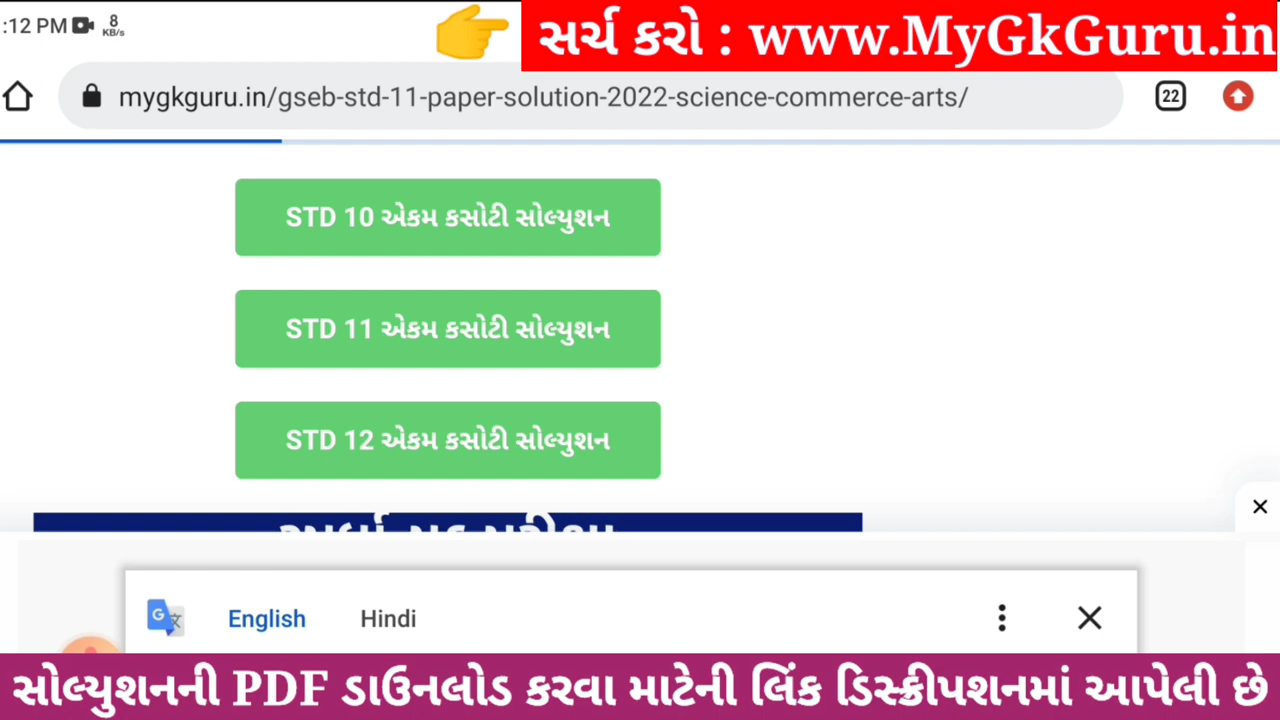 :12 PM 8 KB/s
સર્ચ કરો : www.MyGkGuru.in
mygkguru.in/gseb-std-11-paper-solution-2022-science-commerce-arts/ 22
STD 10 એકમ કસોટી સોલ્યુશન
STD 11 એકમ કસોટી સોલ્યુશન
STD 12 એકમ કસોટી સોલ્યુશન
English Hindi
સોલ્યુશનની PDF ડાઉનલોડ કરવા માટેની લિંક ડિસ્ક્રીપશનમાં આપેલી છે